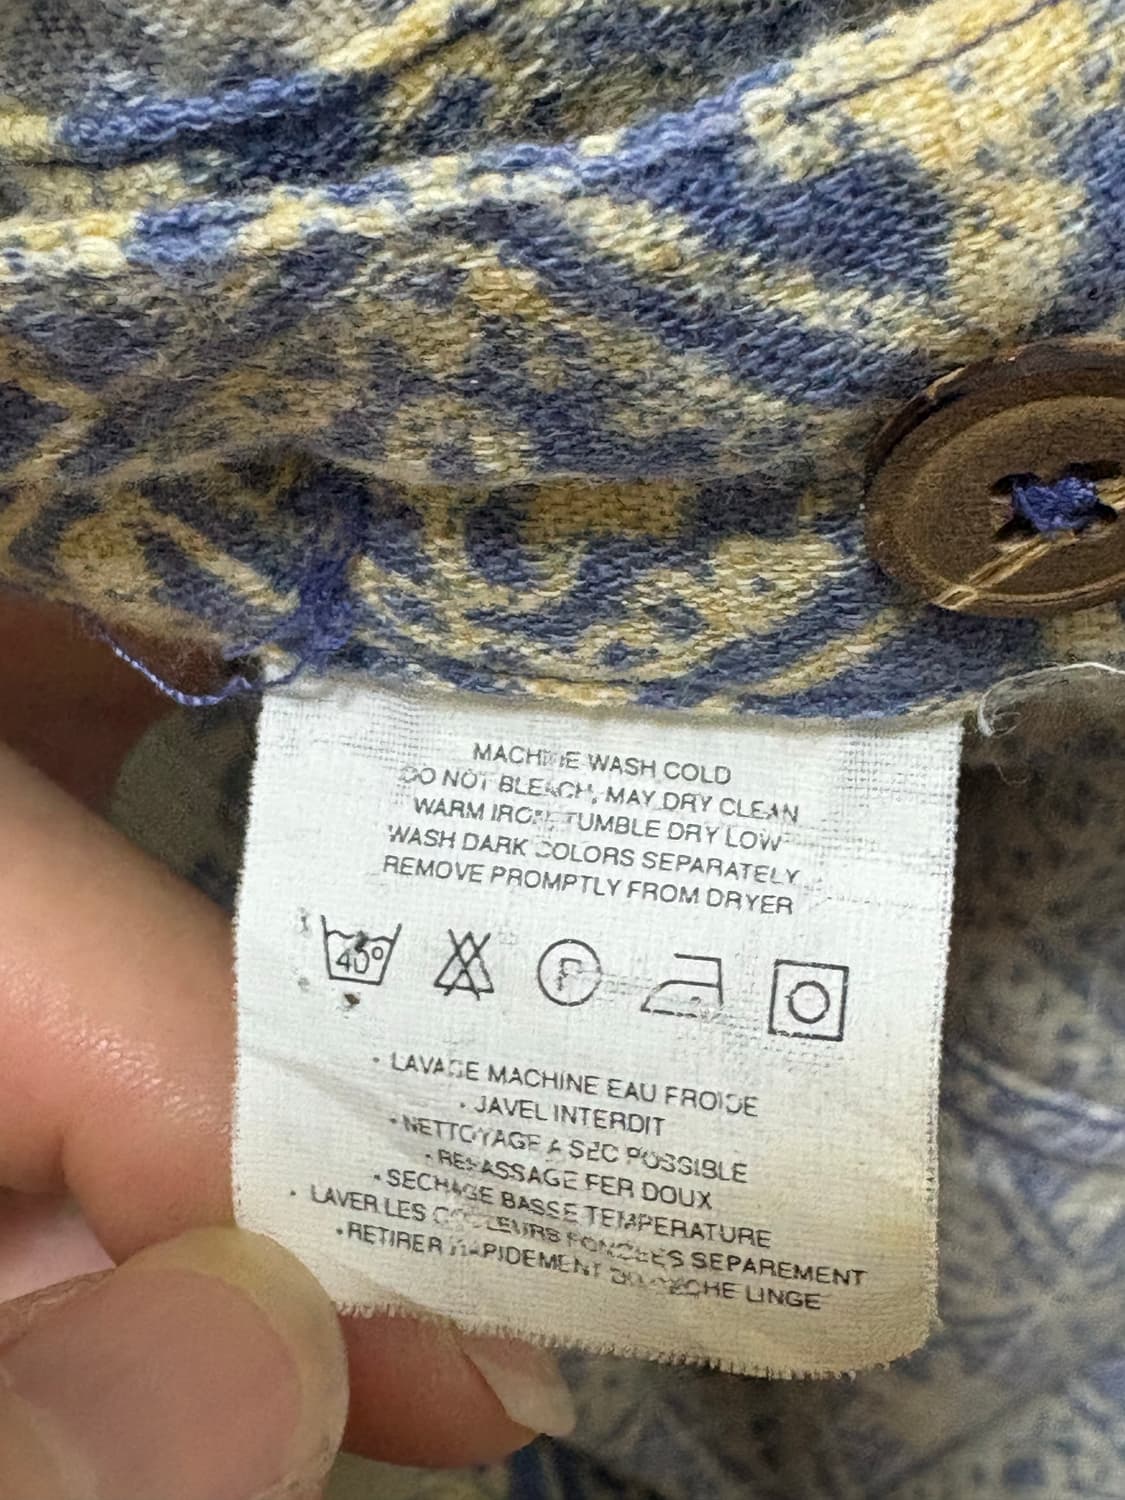 MACHINE WASH COLD
DO NOT BLEACH, MAY DRY CLEAN
WARM IRON, TUMBLE DRY LOW
WASH DARK COLORS SEPARATELY
REMOVE PROMPTLY FROM DRYER
40° P
• LAVAGE MACHINE EAU FROIDE
• JAVEL INTERDIT
• NETTOYAGE A SEC POSSIBLE
• REPASSAGE FER DOUX
• SECHAGE BASSE TEMPERATURE
• LAVER LES COULEURS FONCEES SEPAREMENT
• RETIRER RAPIDEMENT DU SECHE LINGE